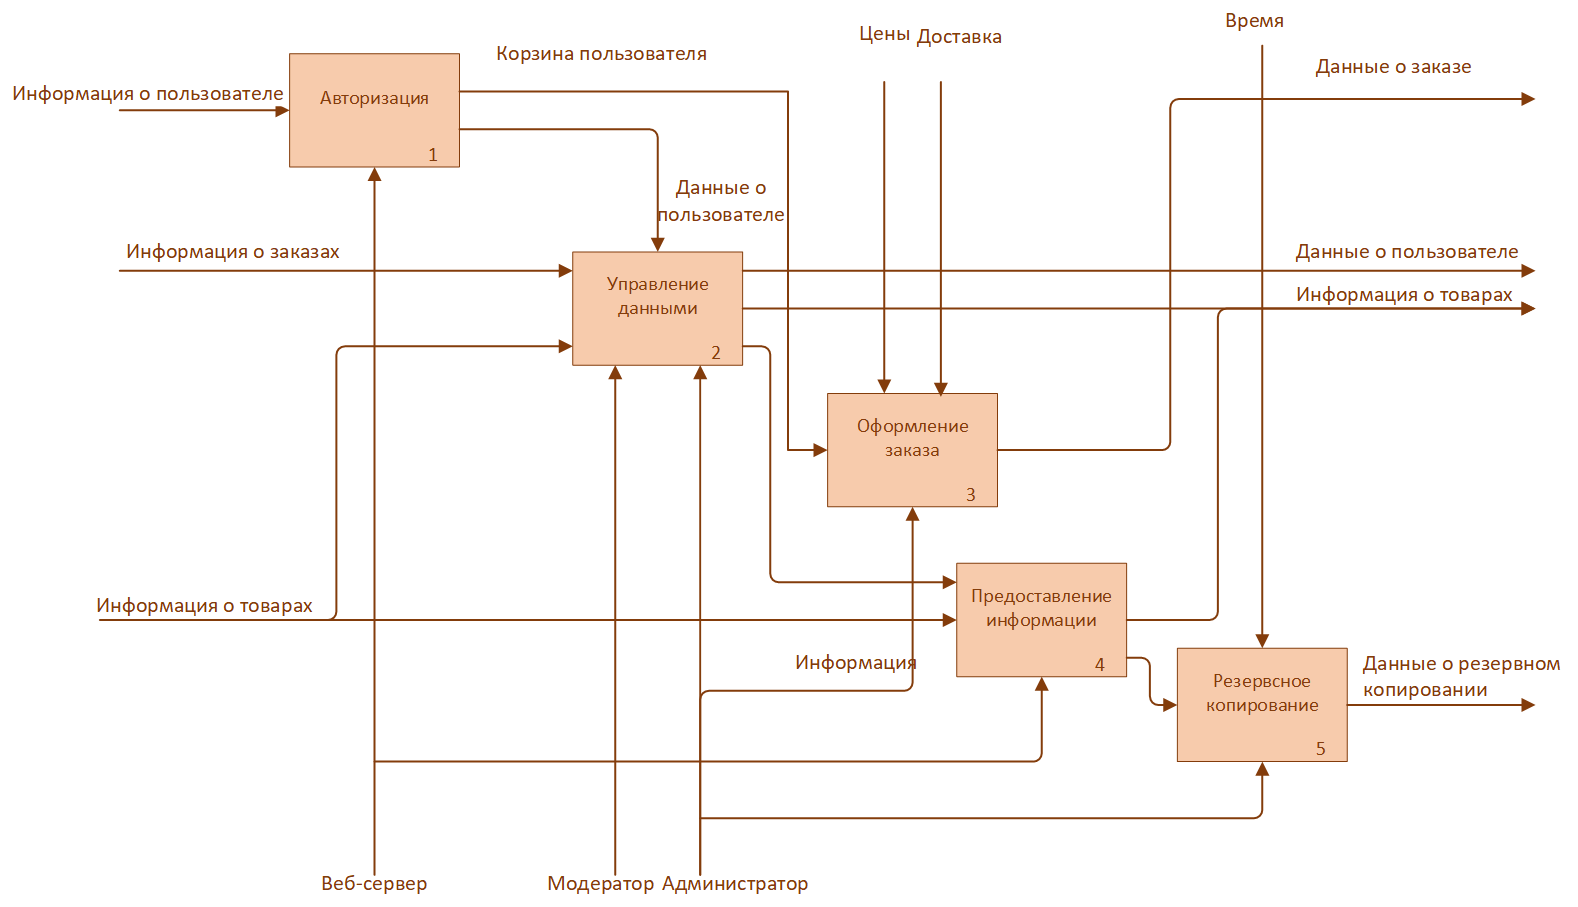 Время
Цены Доставка
Корзина пользователя
Данные о заказе
Информация о пользователе
Авторизация
1
Данные о
пользователе
Информация о заказах
Данные о пользователе
Управление
данными
2
Информация о товарах
Оформление
заказа
3
Информация о товарах
Предоставление
информации
4
Информация
Резервсное
копирование
5
Данные о резервном
копировании
Веб-сервер
Модератор
Администратор